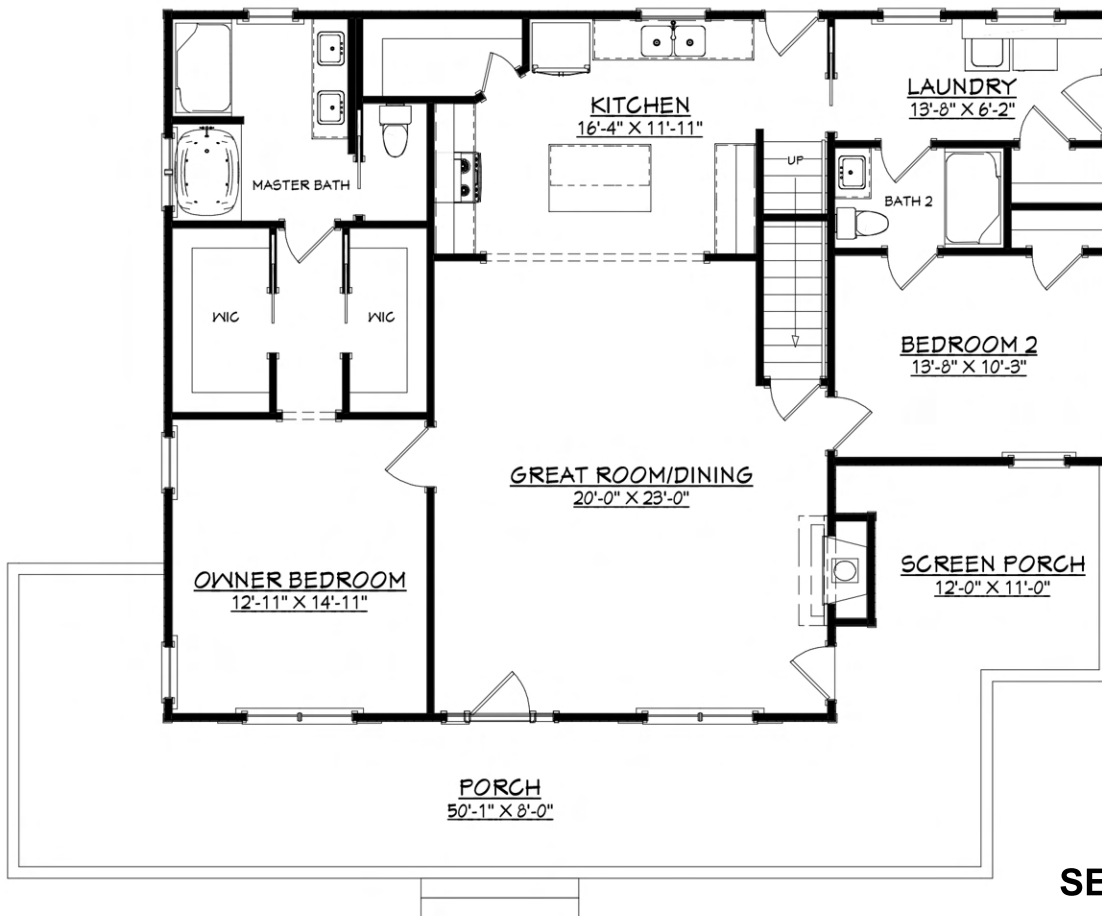 KITCHEN
16'-4" X 11'-11"
LAUNDRY
13'-8" X 6'-2"
MASTER BATH
UP
BATH 2
WIC
WIC
BEDROOM 2
13'-8" X 10'-3"
GREAT ROOM/DINING
20'-0" X 23'-0"
OWNER BEDROOM
12'-11" X 14'-11"
SCREEN PORCH
12'-0" X 11'-0"
PORCH
50'-1" X 8'-0"
SE